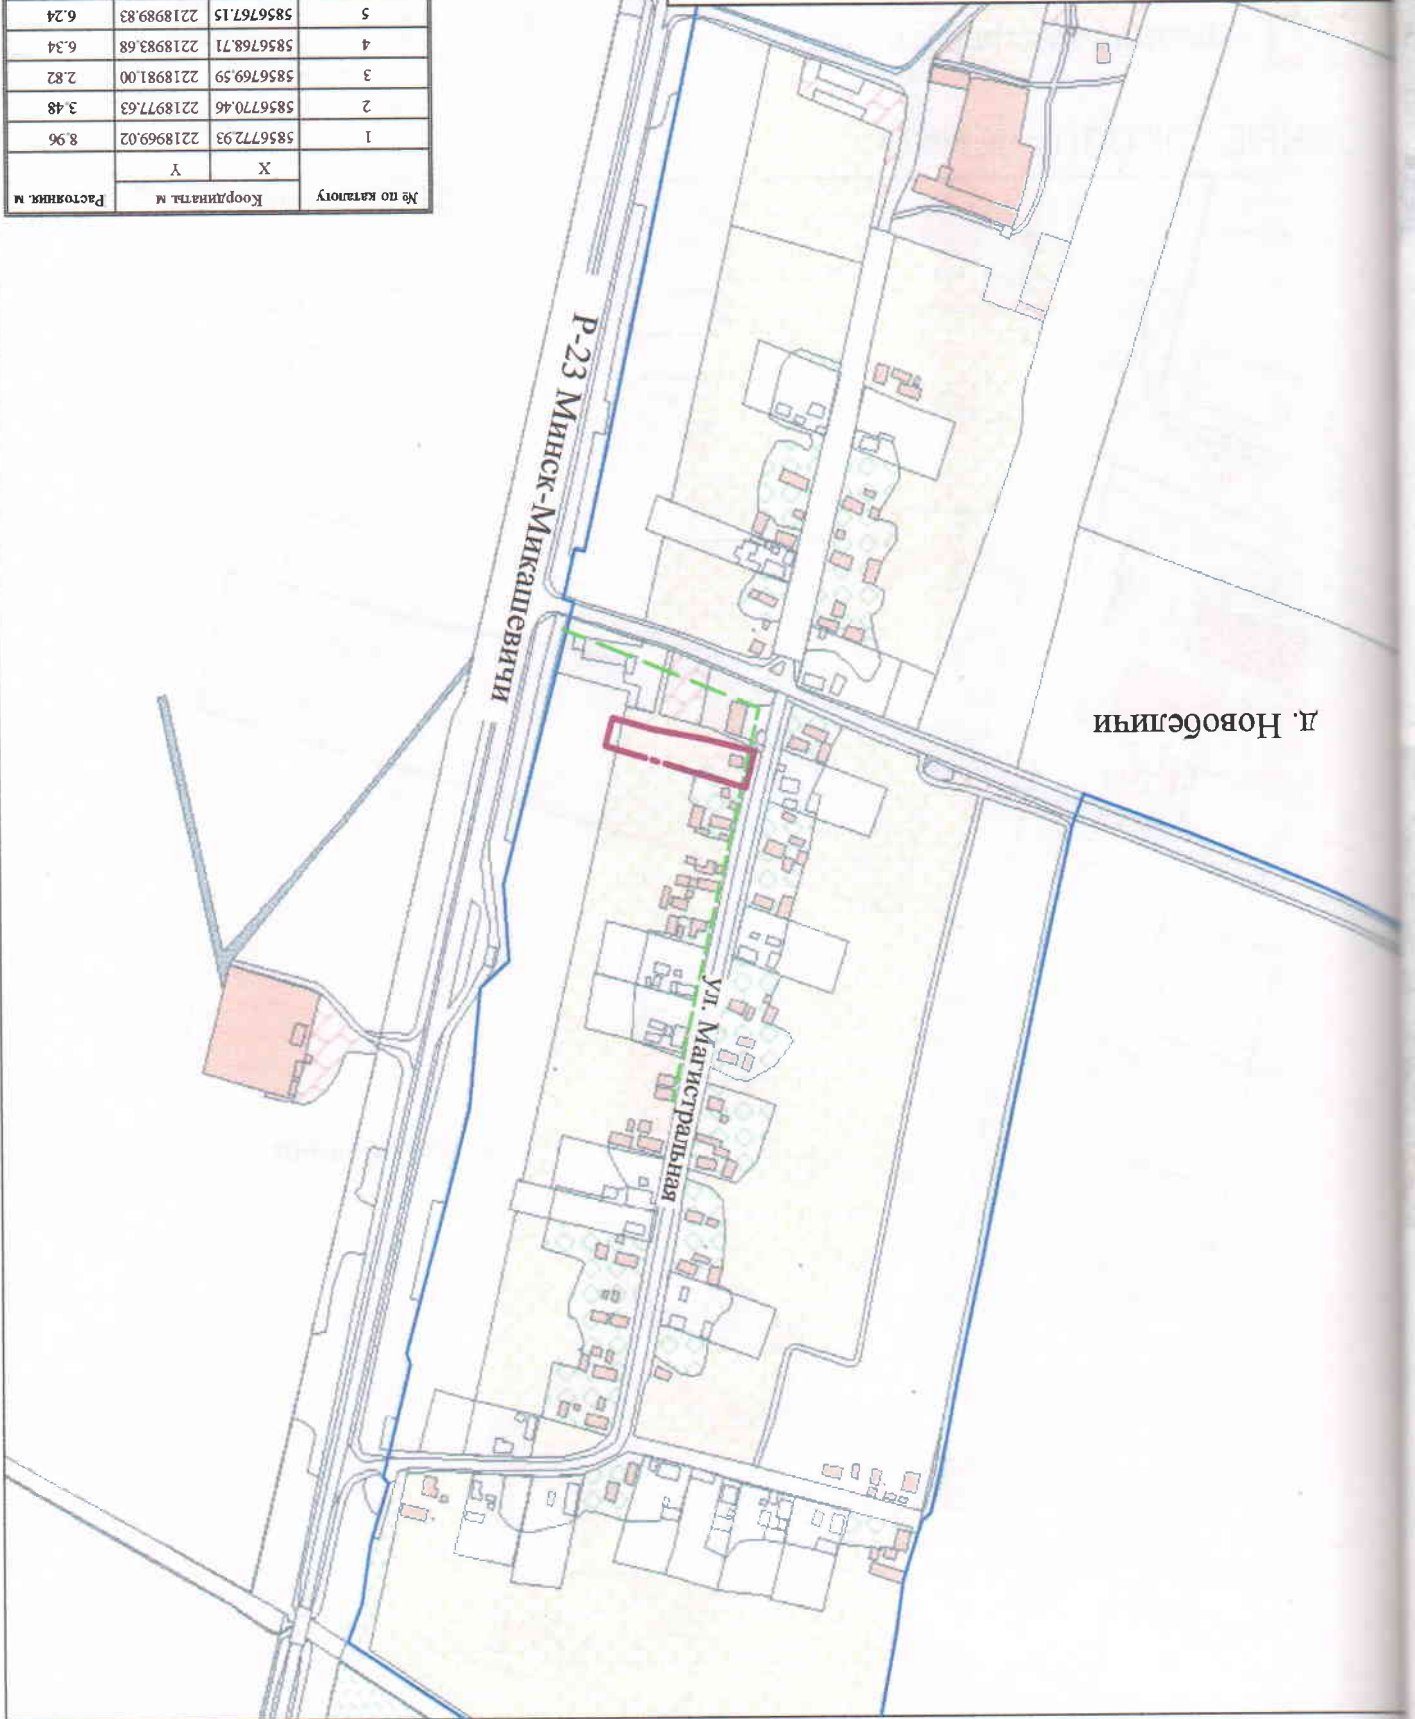 д. Новобеличи
ул. Магистральная
Р-23 Минск-Микашевичи
№ по каталогу Координаты. м Растояния. м
X Y
1 5856772.93 2218969.02 8.96
2 5856770.46 2218977.63 3.48
3 5856769.59 2218981.00 2.82
4 5856768.71 2218983.68 6.34
5 5856767.15 2218989.83 6.24